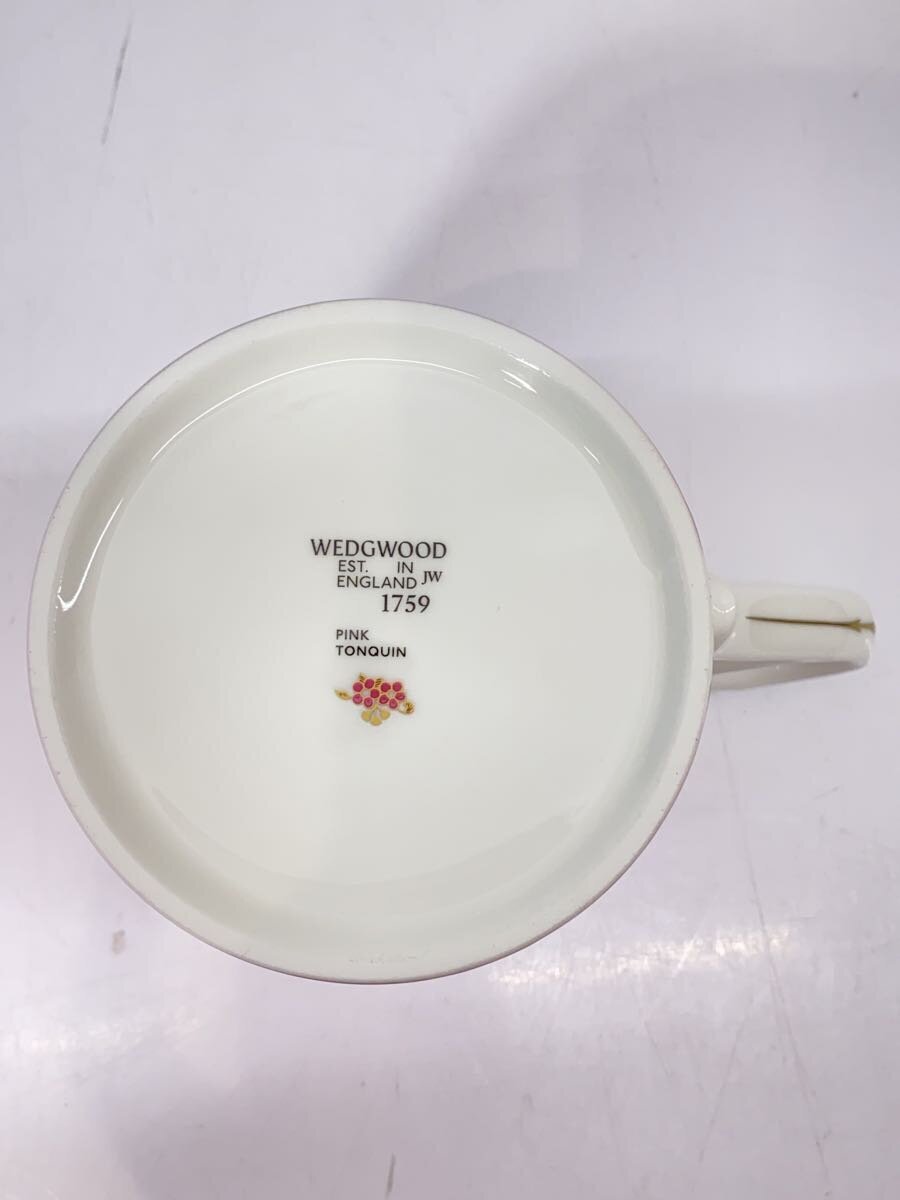 WEDGWOOD
EST. IN
ENGLAND JW
1759
PINK
TONQUIN